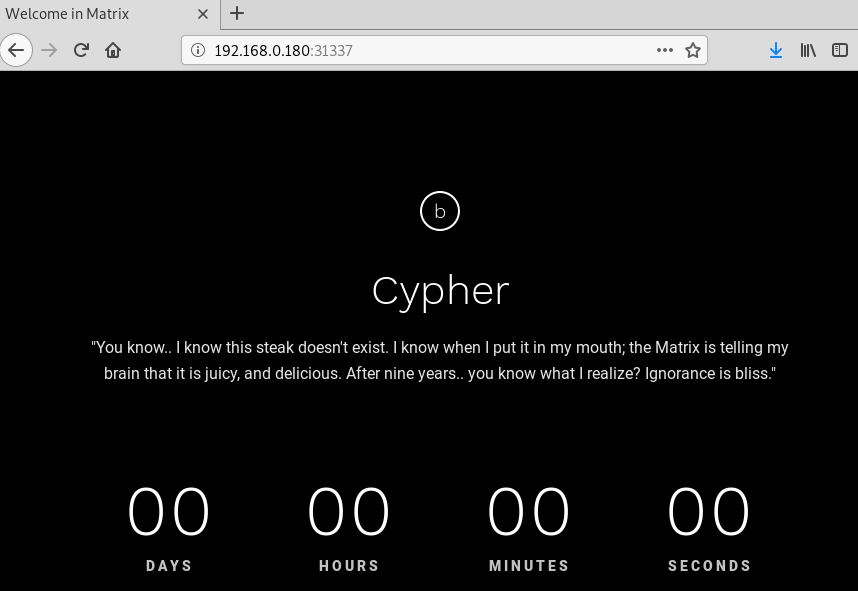 Welcome in Matrix
192.168.0.180:31337
b
Cypher
"You know.. I know this steak doesn't exist. I know when I put it in my mouth; the Matrix is telling my
brain that it is juicy, and delicious. After nine years.. you know what I realize? Ignorance is bliss."
00 00 00 00
DAYS HOURS MINUTES SECONDS